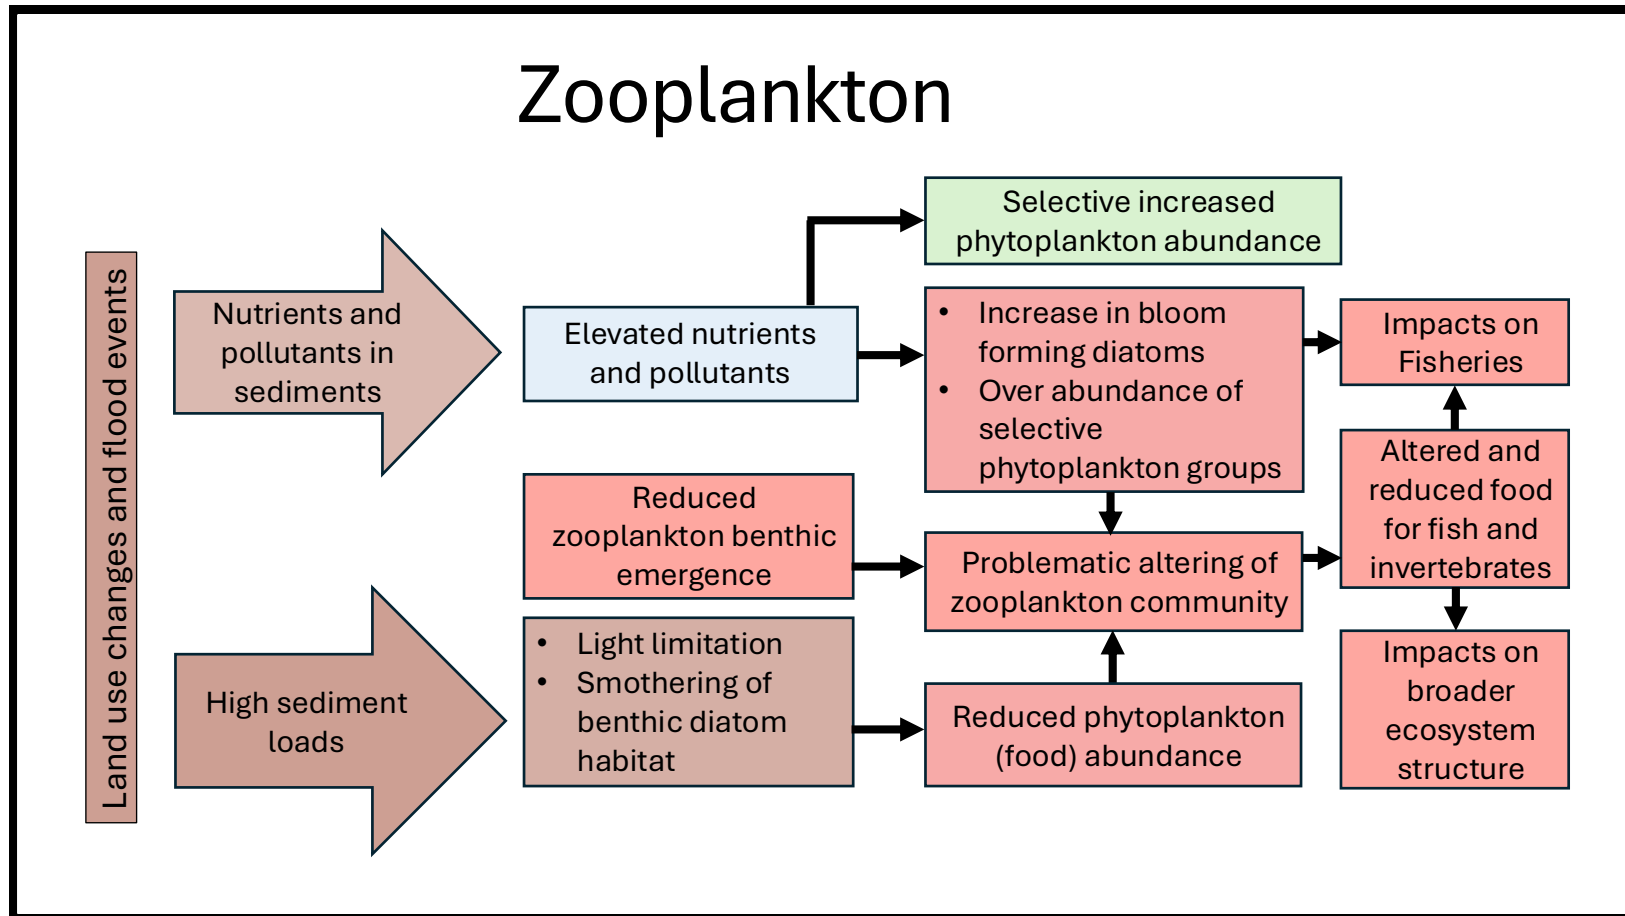 Zooplankton
Land use changes and flood events
Nutrients and
pollutants in
sediments
High sediment
loads
Elevated nutrients
and pollutants
Reduced
zooplankton benthic
emergence
• Light limitation
• Smothering of
benthic diatom
habitat
Selective increased
phytoplankton abundance
• Increase in bloom
forming diatoms
• Over abundance of
selective
phytoplankton groups
Problematic altering of
zooplankton community
Reduced phytoplankton
(food) abundance
Impacts on
Fisheries
Altered and
reduced food
for fish and
invertebrates
Impacts on
broader
ecosystem
structure